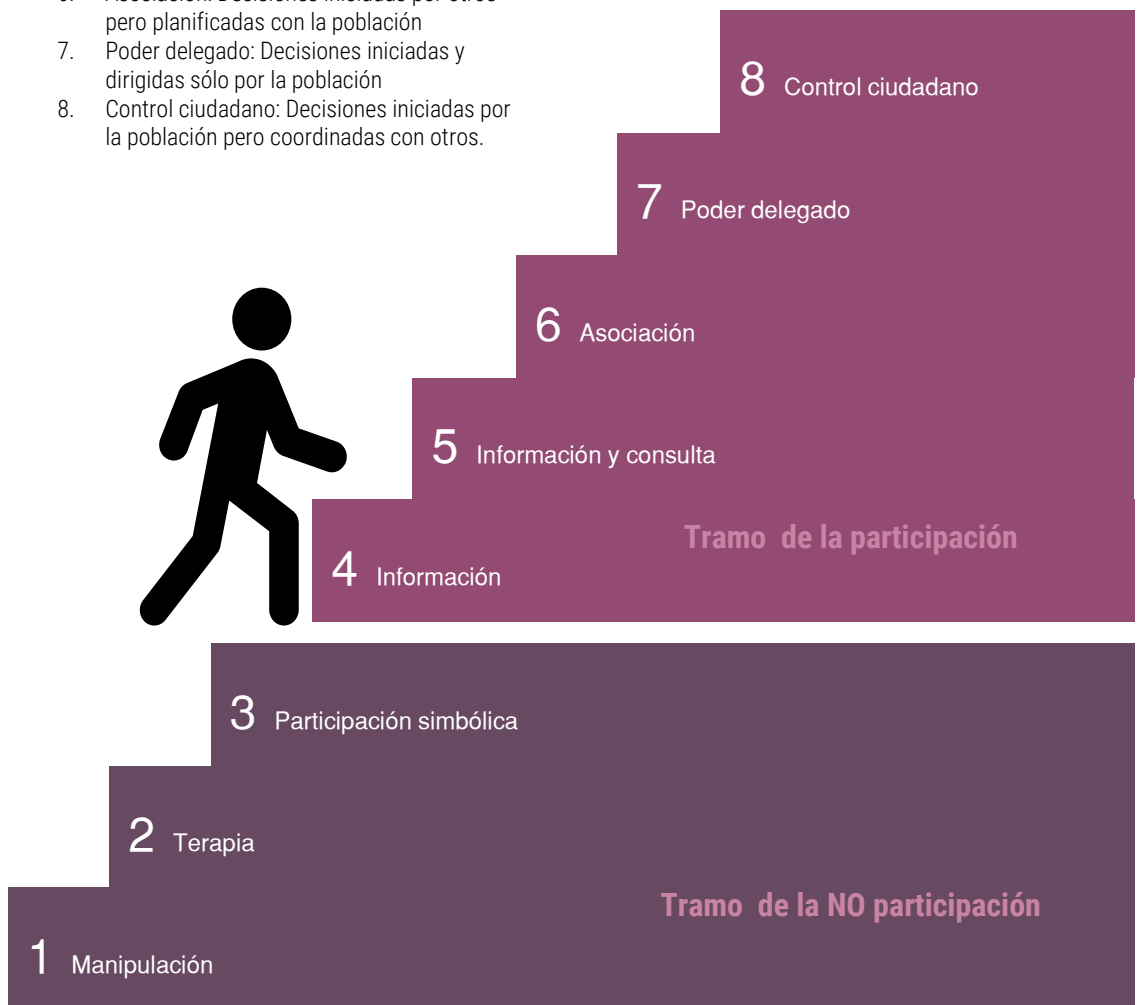 pero planificadas con la población
7. Poder delegado: Decisiones iniciadas y
dirigidas sólo por la población
8. Control ciudadano: Decisiones iniciadas por
la población pero coordinadas con otros.
8 Control ciudadano
7 Poder delegado
6 Asociación
5 Información y consulta
Tramo de la participación
4 Información
3 Participación simbólica
2 Terapia
Tramo de la NO participación
1 Manipulación